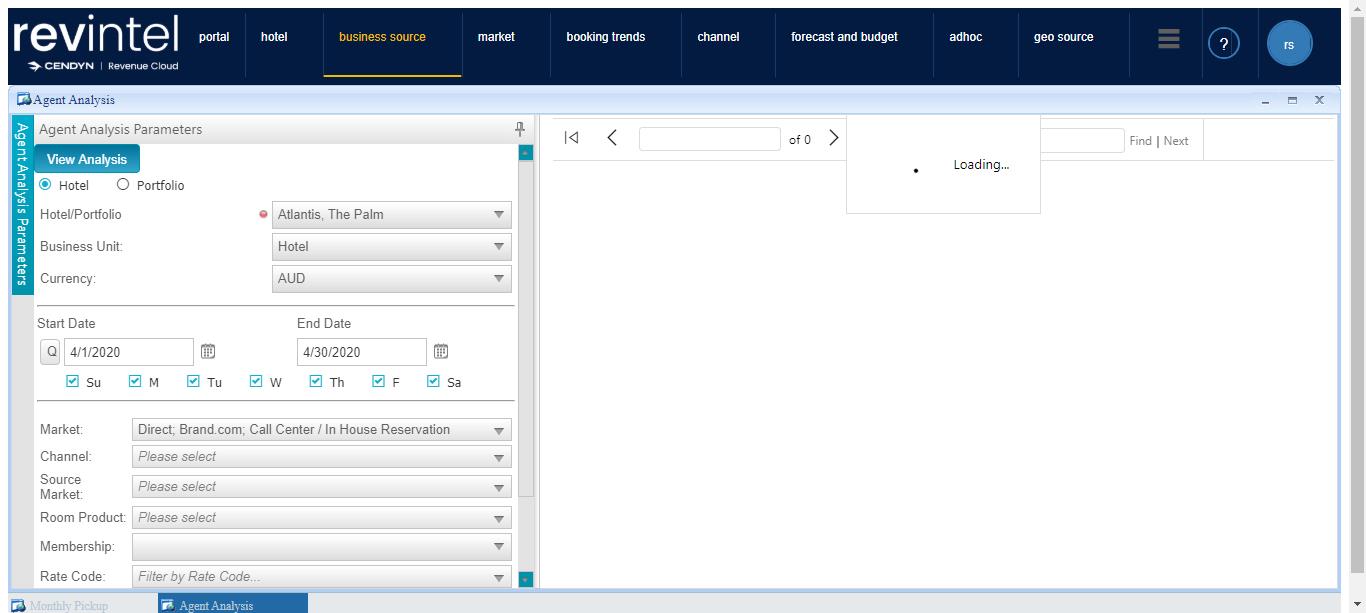 revintel
CENDYN | Revenue Cloud
portal hotel business source market booking trends channel forecast and budget adhoc geo source ? rs
Agent Analysis
Agent Analysis Parameters
Agent Analysis Parameters
View Analysis
Hotel Portfolio
Hotel/Portfolio Atlantis, The Palm
Business Unit: Hotel
Currency: AUD
Start Date End Date
Q 4/1/2020 4/30/2020
Su M Tu W Th F Sa
Market: Direct; Brand.com; Call Center / In House Reservation
Channel: Please select
Source
Market: Please select
Room Product: Please select
Membership:
Rate Code: Filter by Rate Code...
of 0 Find | Next
Loading...
Monthly Pickup Agent Analysis